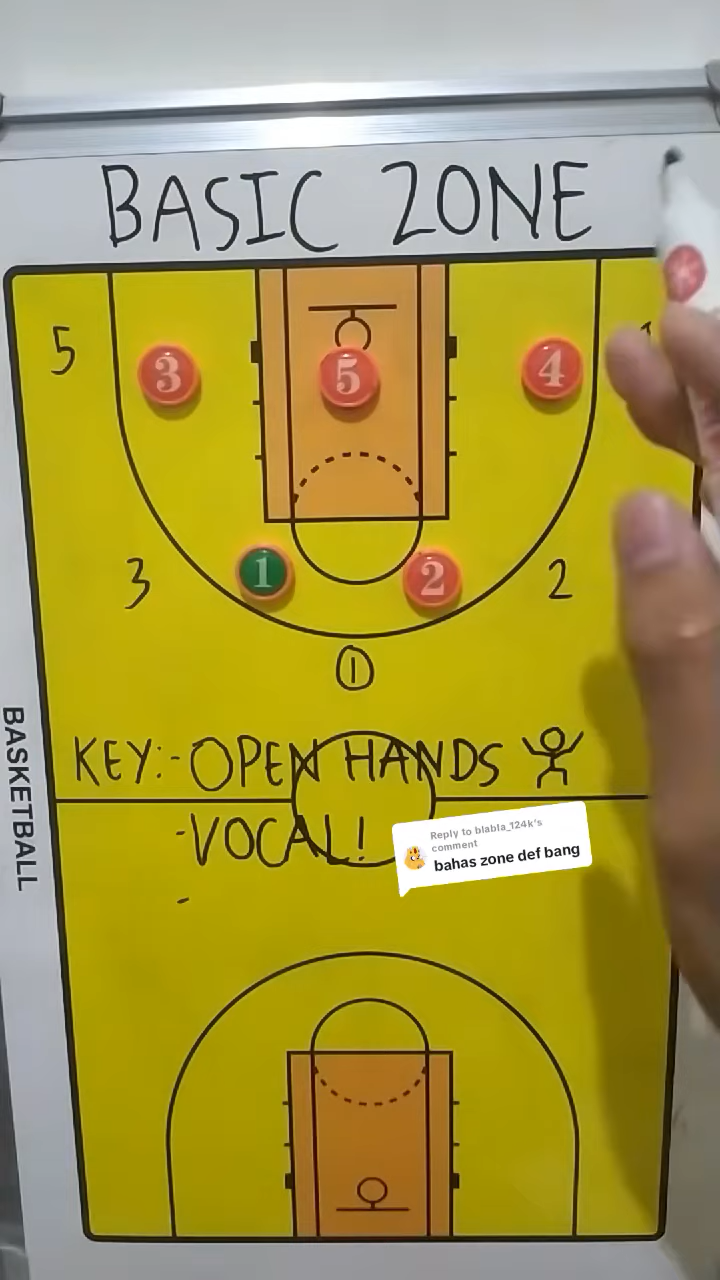 BASIC ZONE
5
3 5 4
3 1 2 2
1
KEY:- OPEN HANDS
- VOCAL!
-
Reply to blabla_124k's
comment
bahas zone def bang
BASKETBALL